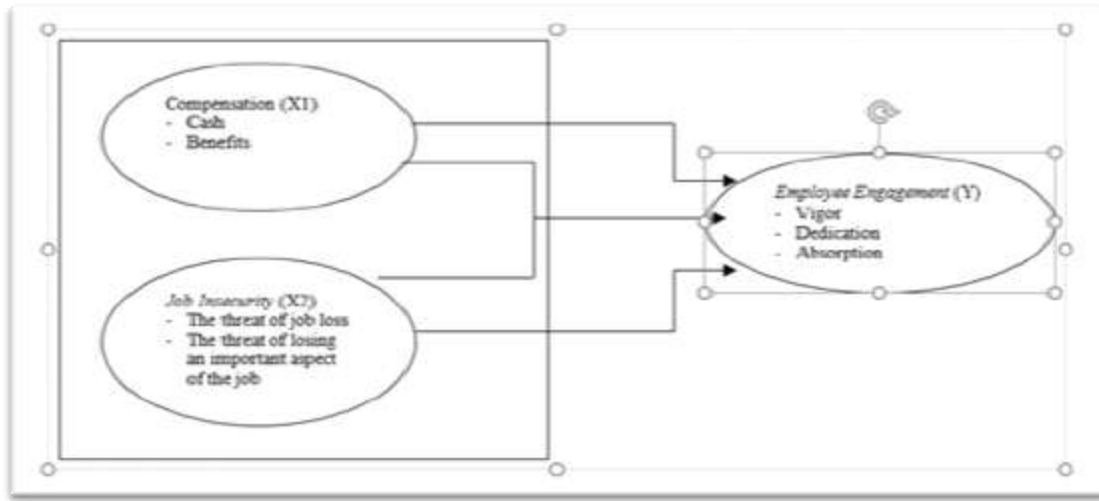 Compensation (X1)
- Cash
- Benefits
Job Insecurity (X2)
- The threat of job loss
- The threat of losing
an important aspect
of the job
Employee Engagement (Y)
- Vigor
- Dedication
- Absorption